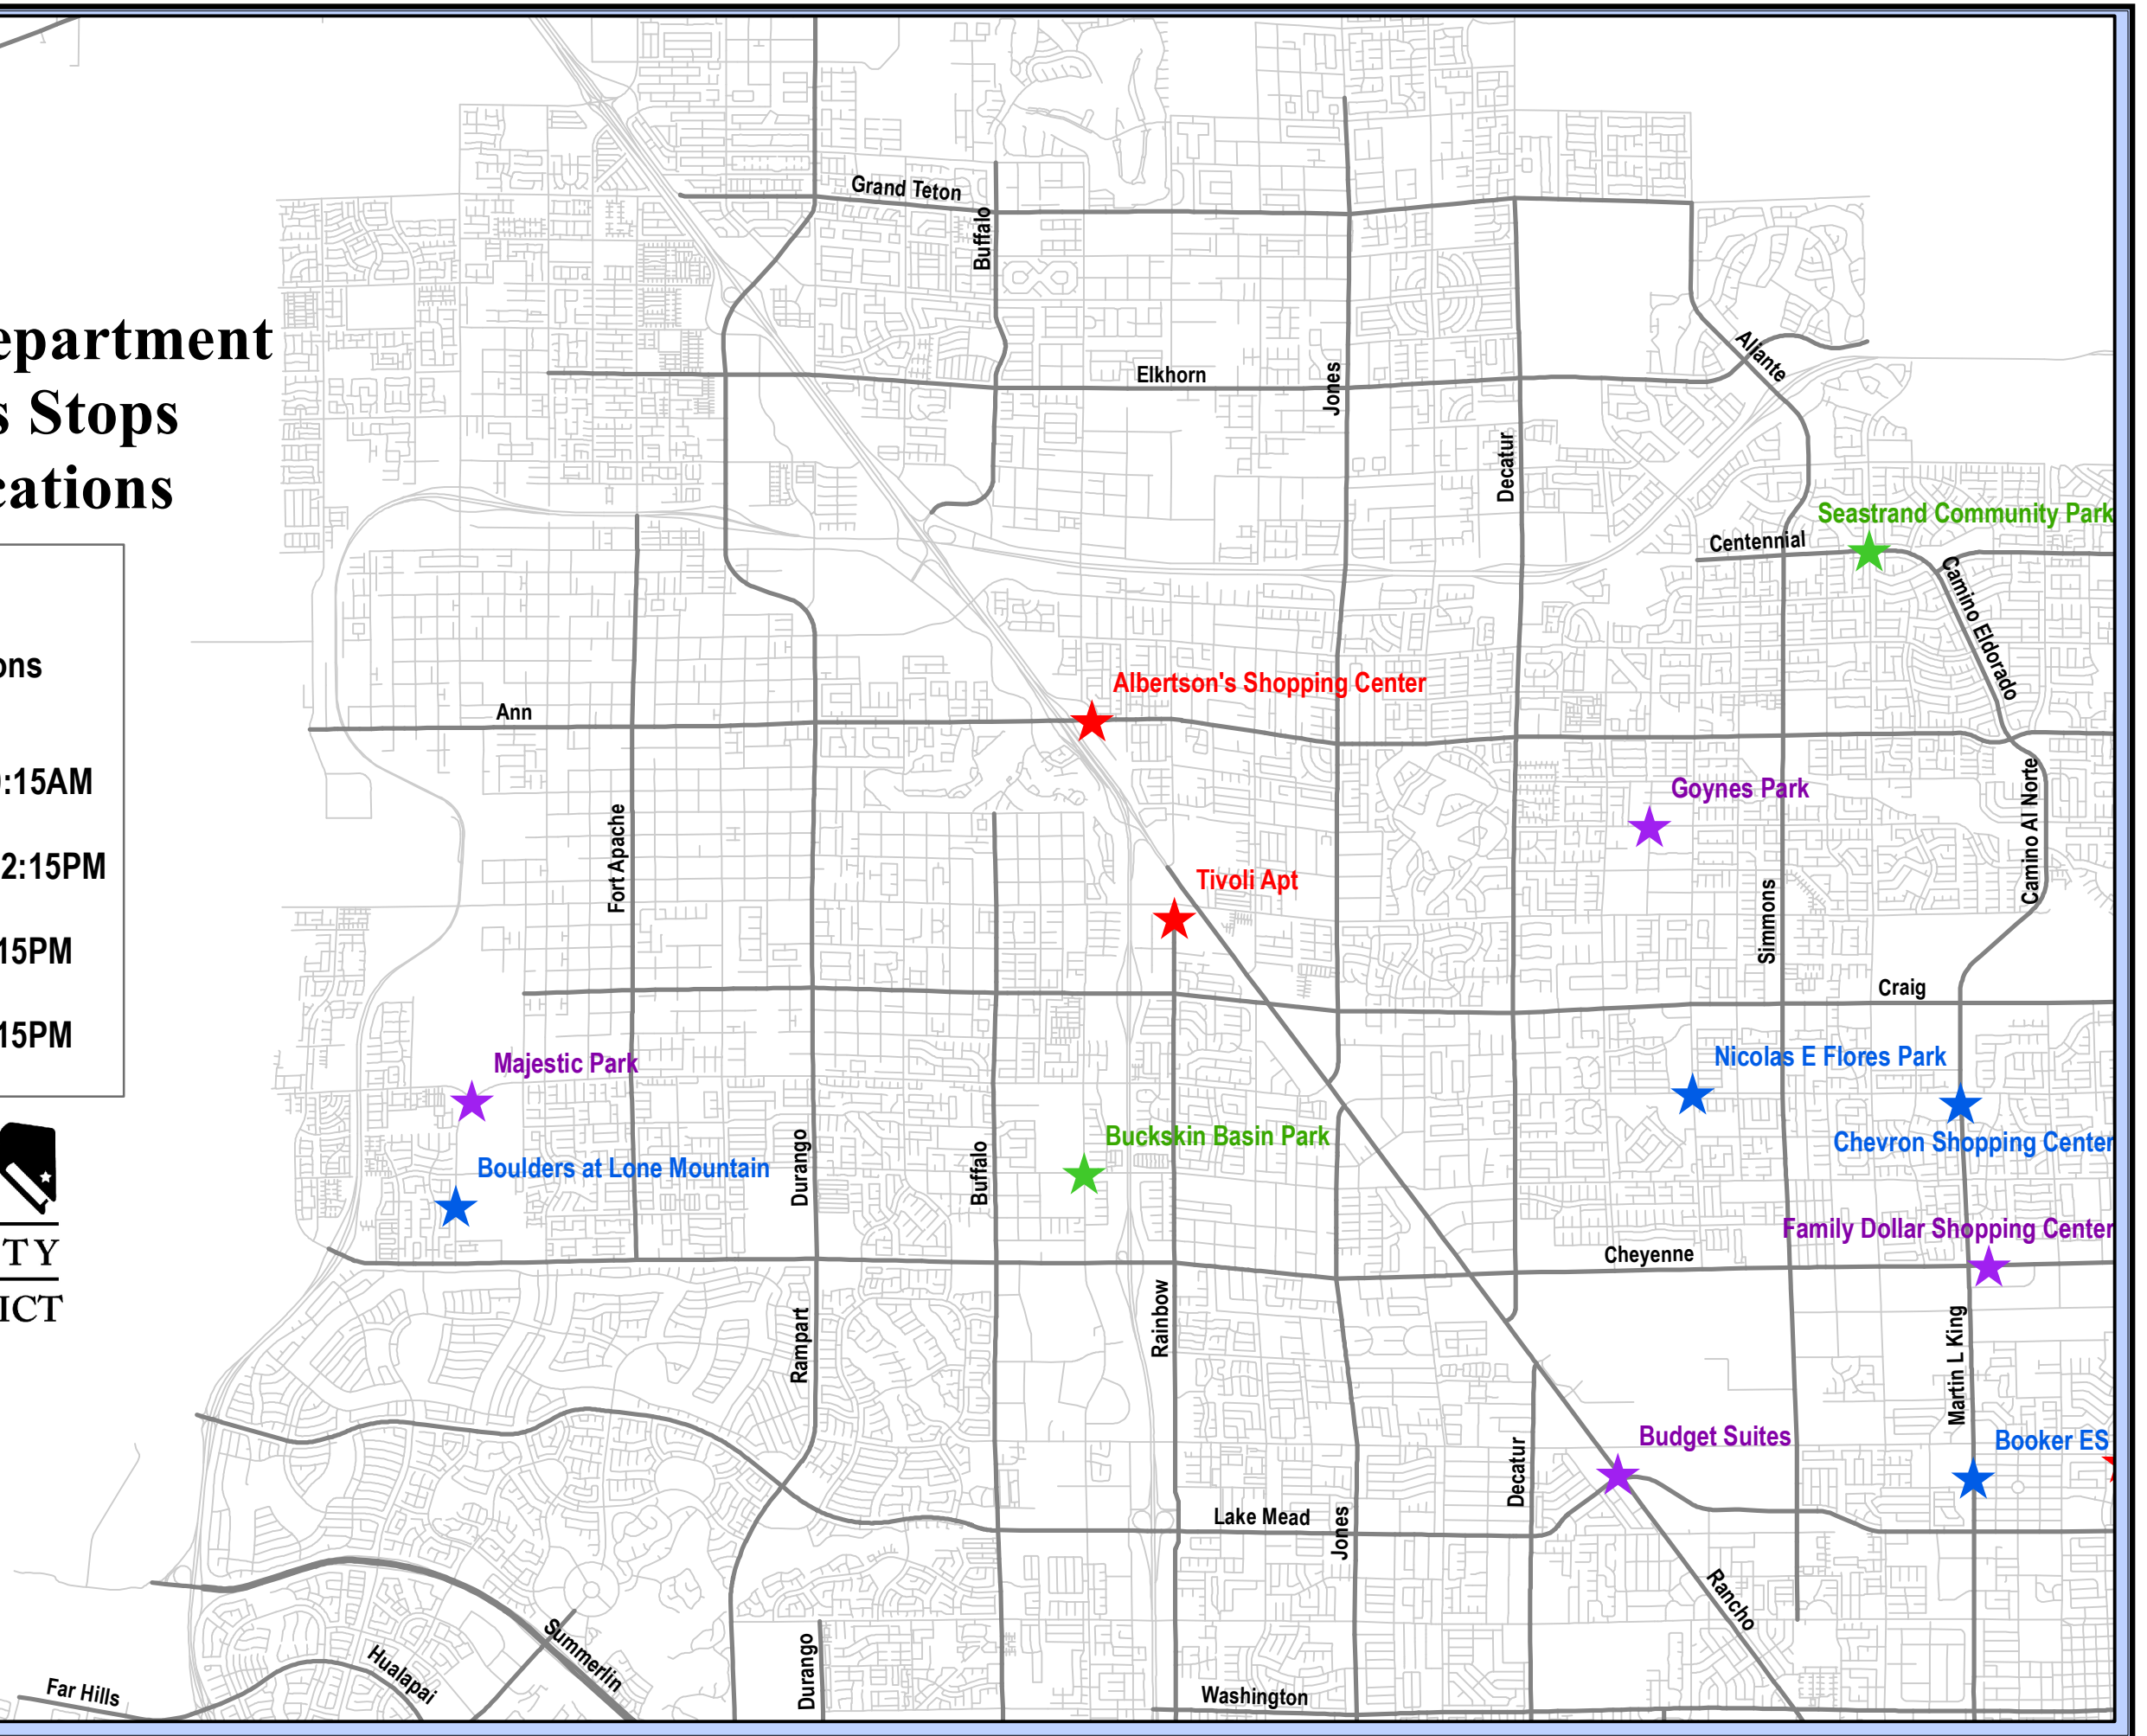 epartment
s Stops
cations
ons
:15AM
2:15PM
15PM
15PM
TY
ICT
Grand Teton
Buffalo
Elkhorn
Jones
Aliante
Decatur
Seastrand Community Park
Centennial
Camino Eldorado
Albertson's Shopping Center
Ann
Goynes Park
Camino Al Norte
Fort Apache
Tivoli Apt
Simmons
Craig
Majestic Park
Nicolas E Flores Park
Buckskin Basin Park
Chevron Shopping Center
Boulders at Lone Mountain
Durango
Buffalo
Family Dollar Shopping Center
Cheyenne
Rainbow
Rampart
Martin L King
Budget Suites
Booker ES
Decatur
Lake Mead
Jones
Rancho
Summerlin
Hualapai
Durango
Far Hills
Washington